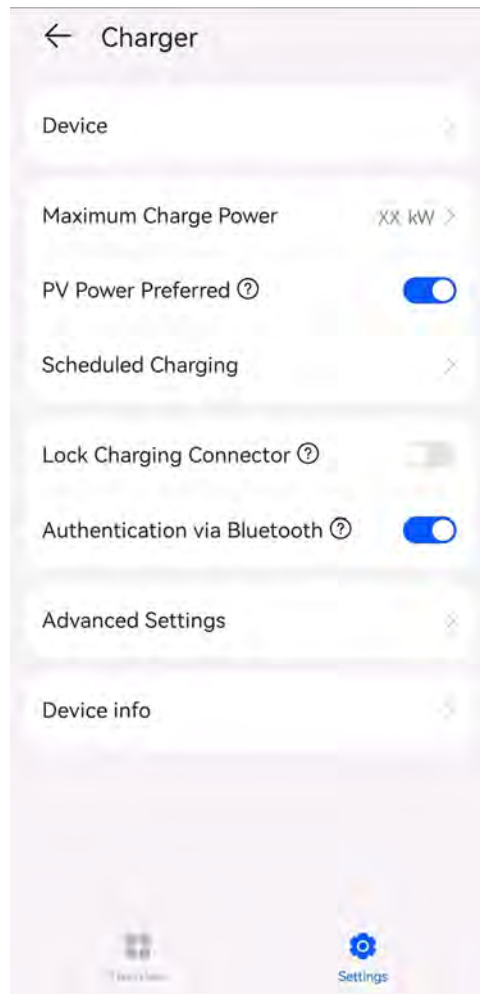 Charger
Device
Maximum Charge Power XX kW
PV Power Preferred
Scheduled Charging
Lock Charging Connector
Authentication via Bluetooth
Advanced Settings
Device info
Settings